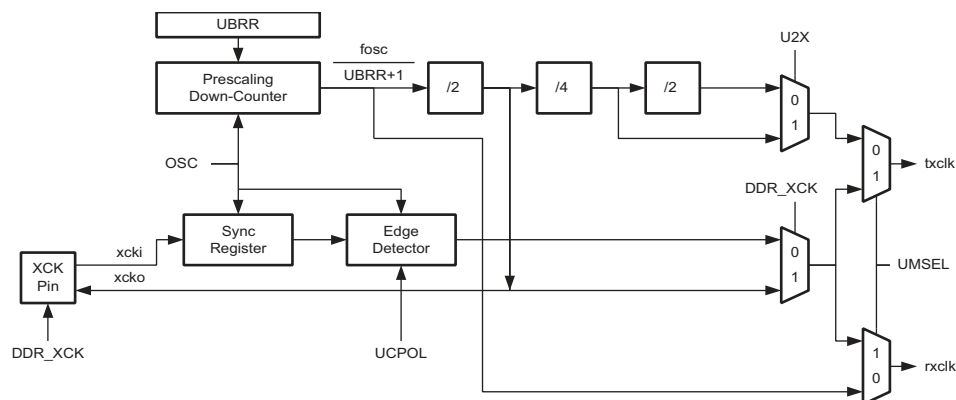 UBRR
fosc
U2X
Prescaling
Down-Counter
UBRR+1
/2
/4
/2
0
1
OSC
0
1
txclk
DDR_XCK
Sync
Register
Edge
Detector
xcki
0
1
XCK
Pin
xcko
UMSEL
DDR_XCK
UCPOL
1
0
rxclk